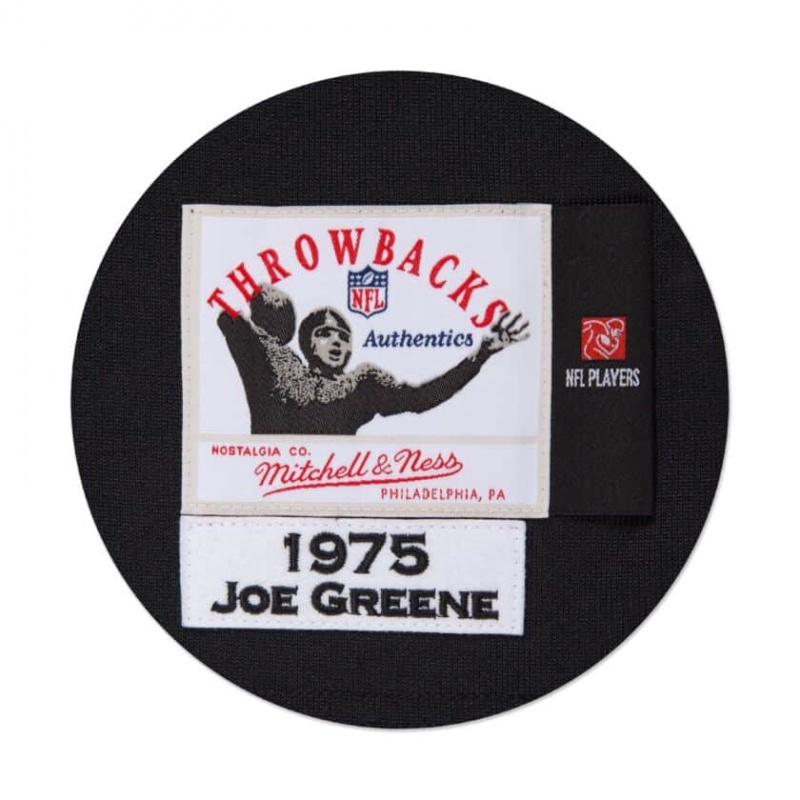 THROWBACKS
NFL
Authentics
NFL PLAYERS
NOSTALGIA CO.
Mitchell & Ness
PHILADELPHIA, PA
1975
JOE GREENE